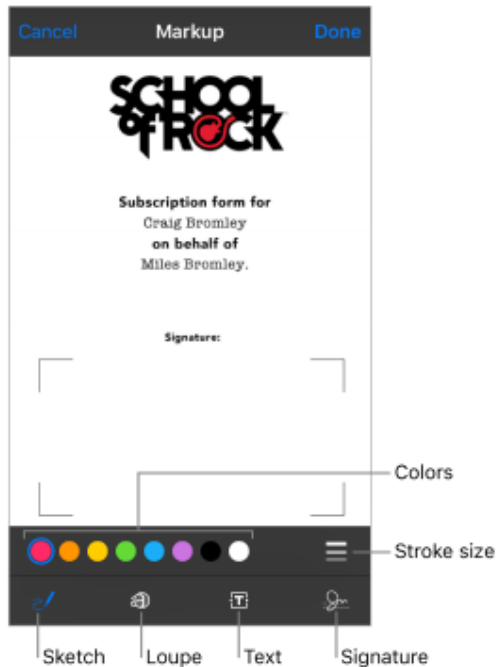 Cancel Markup Done
SCHOOL
of ROCK
Subscription form for
Craig Bromley
on behalf of
Miles Bromley.
Signature:
Colors
Stroke size
Sketch Loupe Text Signature